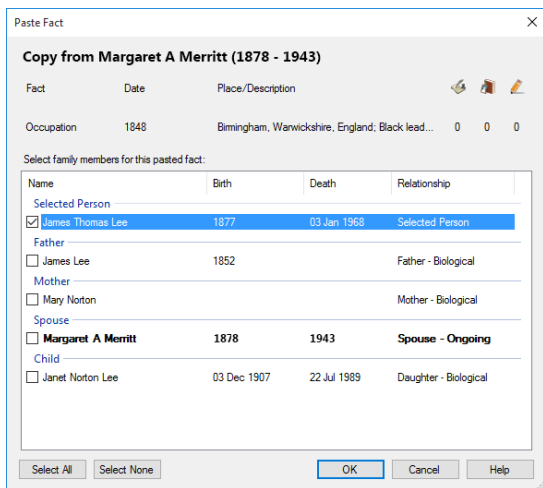 Paste Fact
Copy from Margaret A Merritt (1878 - 1943)
Fact Date Place/Description
Occupation 1848 Birmingham, Warwickshire, England; Black lead... 0 0 0
Select family members for this pasted fact:
Name Birth Death Relationship
Selected Person
James Thomas Lee 1877 03 Jan 1968 Selected Person
Father
James Lee 1852 Father - Biological
Mother
Mary Norton Mother - Biological
Spouse
Margaret A Merritt 1878 1943 Spouse - Ongoing
Child
Janet Norton Lee 03 Dec 1907 22 Jul 1989 Daughter - Biological
Select All Select None OK Cancel Help